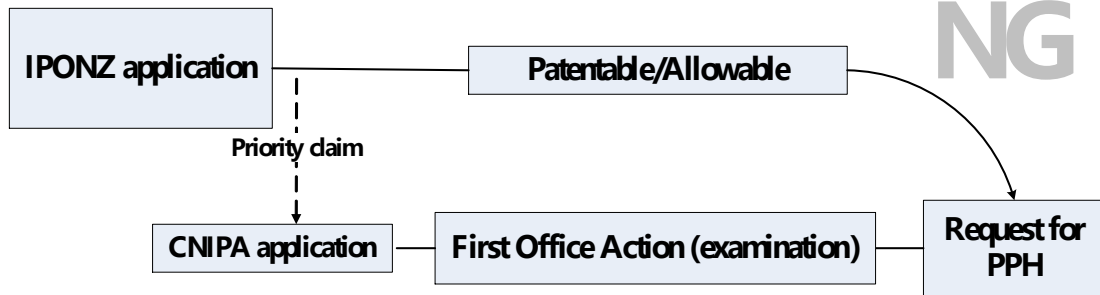 NG
IPONZ application
Patentable/Allowable
Priority claim
CNIPA application
First Office Action (examination)
Request for
PPH